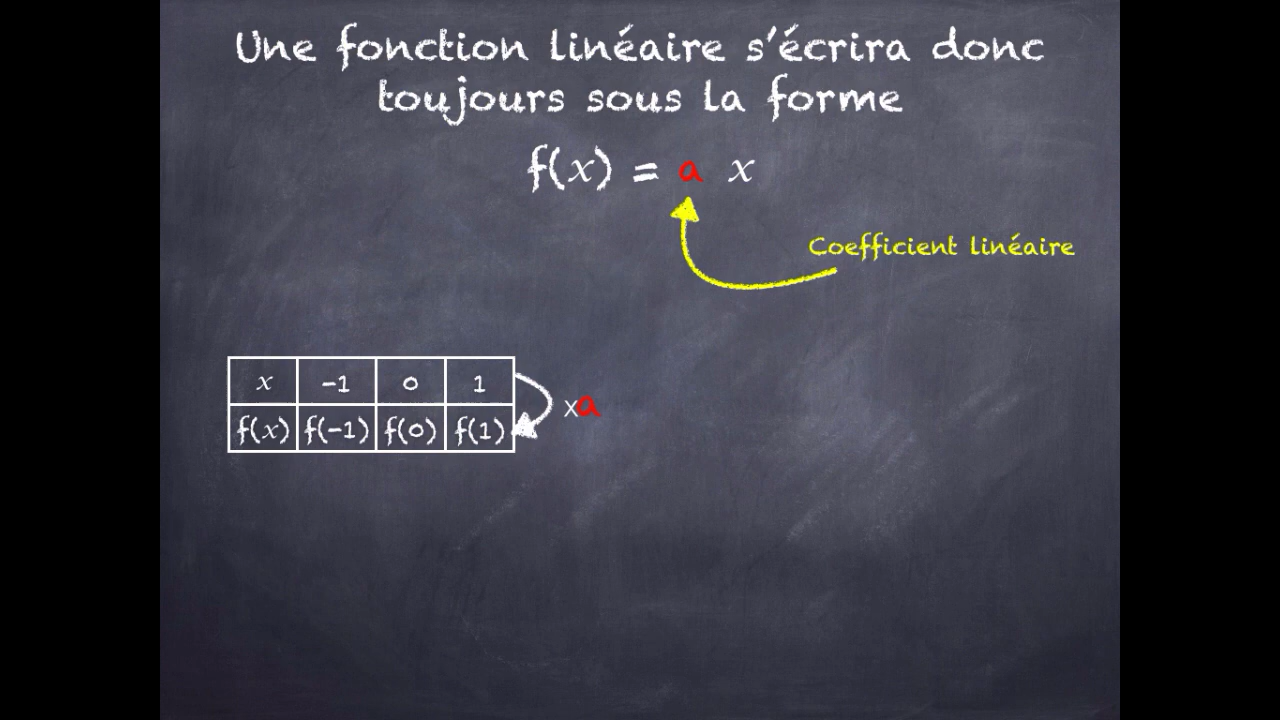 Une fonction linéaire s'écrira donc
toujours sous la forme
f(x) = a x
Coefficient linéaire
x -1 0 1
f(x) f(-1) f(0) f(1)
xa